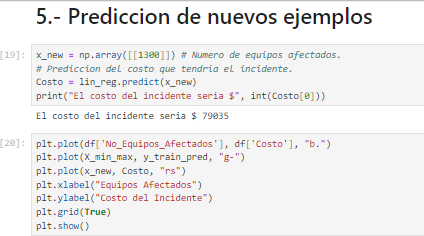 5.- Prediccion de nuevos ejemplos
[19]: x_new = np.array([[1300]]) # Numero de equipos afectados.
# Prediccion del costo que tendria el incidente.
Costo = lin_reg.predict(x_new)
print("El costo del incidente seria $", int(Costo[0]))
El costo del incidente seria $ 79035
[20]: plt.plot(df['No_Equipos_Afectados'], df['Costo'], "b.")
plt.plot(X_min_max, y_train_pred, "g-")
plt.plot(x_new, Costo, "rs")
plt.xlabel("Equipos Afectados")
plt.ylabel("Costo del Incidente")
plt.grid(True)
plt.show()